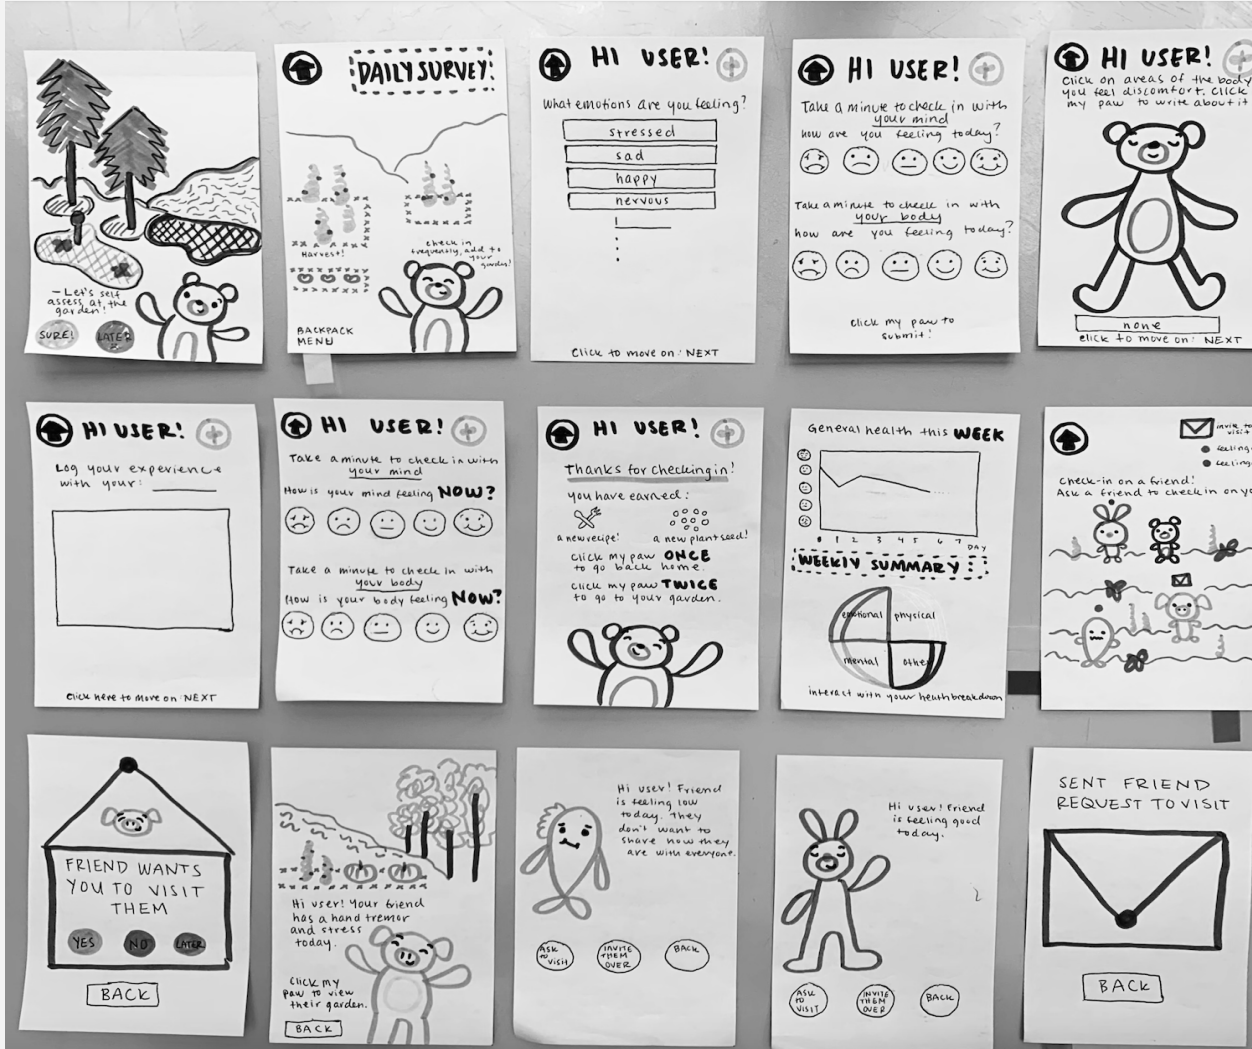 - Let's self
assess at the
garden!
SURE!
LATER
DAILY SURVEY!
HARVEST!
check in
frequently, add to
your
garden!
BACKPACK
MENU
HI USER!
What emotions are you feeling?
stressed
sad
happy
nervous
Click to move on: NEXT
HI USER!
Take a minute to check in with
your mind
how are you feeling today?
Take a minute to check in with
your body
how are you feeling today?
click my paw to
submit!
HI USER!
Click on areas of the body
you feel discomfort. Click
my paw to write about it
none
click to move on: NEXT
HI USER!
Log your experience
with your:
Click here to move on: NEXT
HI USER!
Take a minute to check in with
your mind
How is your mind feeling NOW?
Take a minute to check in with
your body
How is your body feeling NOW?
HI USER!
Thanks for checking in!
you have earned:
a new recipe!
a new plant seed!
click my paw ONCE
to go back home.
click my paw TWICE
to go to your garden.
General health this WEEK
1 2 3 4 5 6 7
DAY
WEEKLY SUMMARY:
emotional
physical
mental
other
interact with your health breakdown
invite to
visit
feeling
feeling
Check-in on a friend!
Ask a friend to check in on yo
FRIEND WANTS
YOU TO VISIT
THEM
YES
NO
LATER
BACK
Hi user! Your friend
has a hand tremor
and stress
today.
Click my
paw to view
their garden.
BACK
Hi user! Friend
is feeling low
today. They
don't want to
share how they
are with everyone.
ASK
TO
VISIT
INVITE
THEM
OVER
BACK
Hi user! Friend
is feeling good
today.
ASK
TO
VISIT
INVITE
THEM
OVER
BACK
SENT FRIEND
REQUEST TO VISIT
BACK